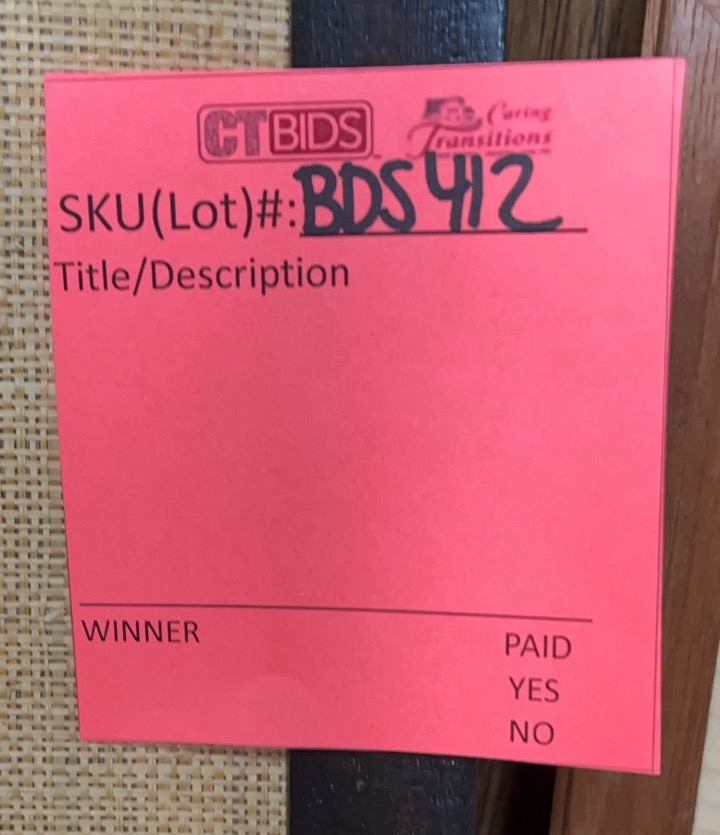 CTBIDS
Caring
Transitions
SKU(Lot)#:BDS412
Title/Description
WINNER
PAID
YES
NO